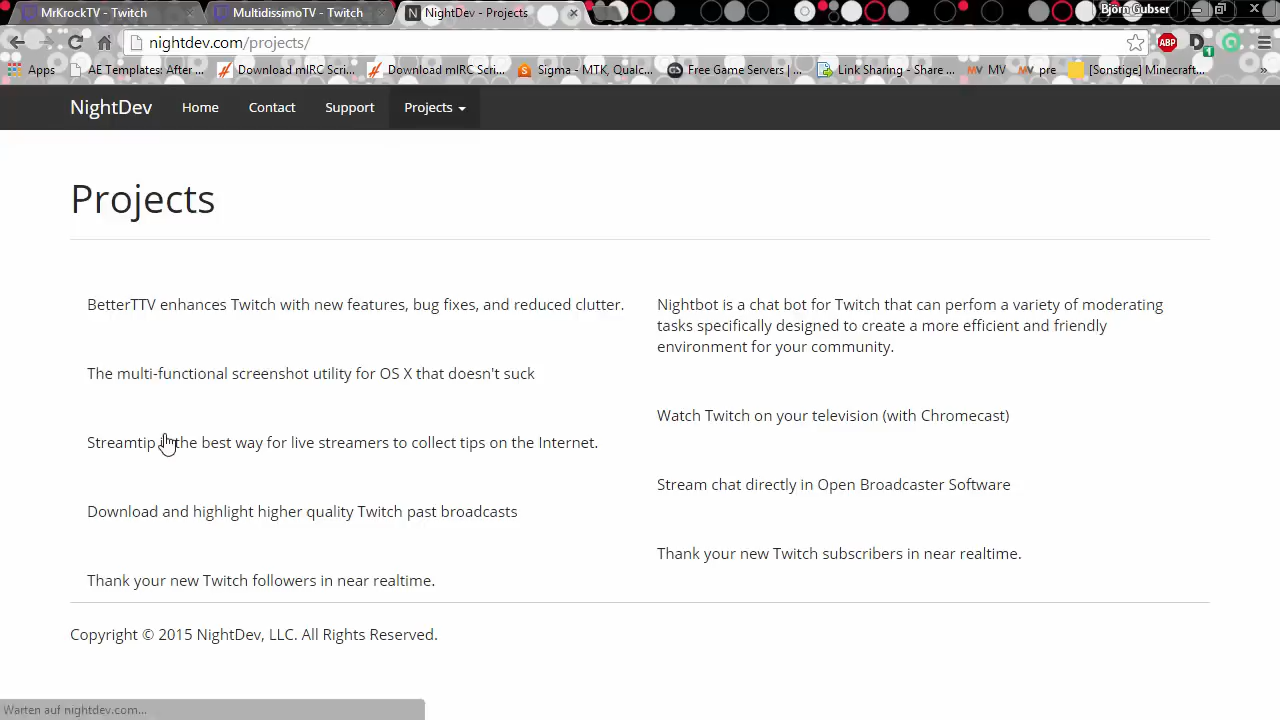 MrKrockTV - Twitch
MultidissimoTV - Twitch
NightDev - Projects
Björn Gubser
nightdev.com/projects/
Apps
AE Templates: After ...
Download mIRC Scri...
Download mIRC Scri...
Sigma - MTK, Qualc...
Free Game Servers | ...
Link Sharing - Share ...
MV
pre
[Sonstige] Minecraft...
NightDev
Home
Contact
Support
Projects
Projects
BetterTTV enhances Twitch with new features, bug fixes, and reduced clutter.
The multi-functional screenshot utility for OS X that doesn't suck
Streamtip is the best way for live streamers to collect tips on the Internet.
Download and highlight higher quality Twitch past broadcasts
Thank your new Twitch followers in near realtime.
Nightbot is a chat bot for Twitch that can perfom a variety of moderating
tasks specifically designed to create a more efficient and friendly
environment for your community.
Watch Twitch on your television (with Chromecast)
Stream chat directly in Open Broadcaster Software
Thank your new Twitch subscribers in near realtime.
Copyright © 2015 NightDev, LLC. All Rights Reserved.
Warten auf nightdev.com...